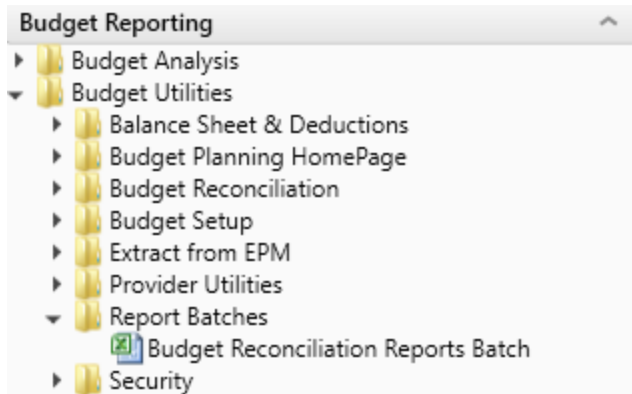 Budget Reporting
Budget Analysis
Budget Utilities
Balance Sheet & Deductions
Budget Planning HomePage
Budget Reconciliation
Budget Setup
Extract from EPM
Provider Utilities
Report Batches
Budget Reconciliation Reports Batch
Security